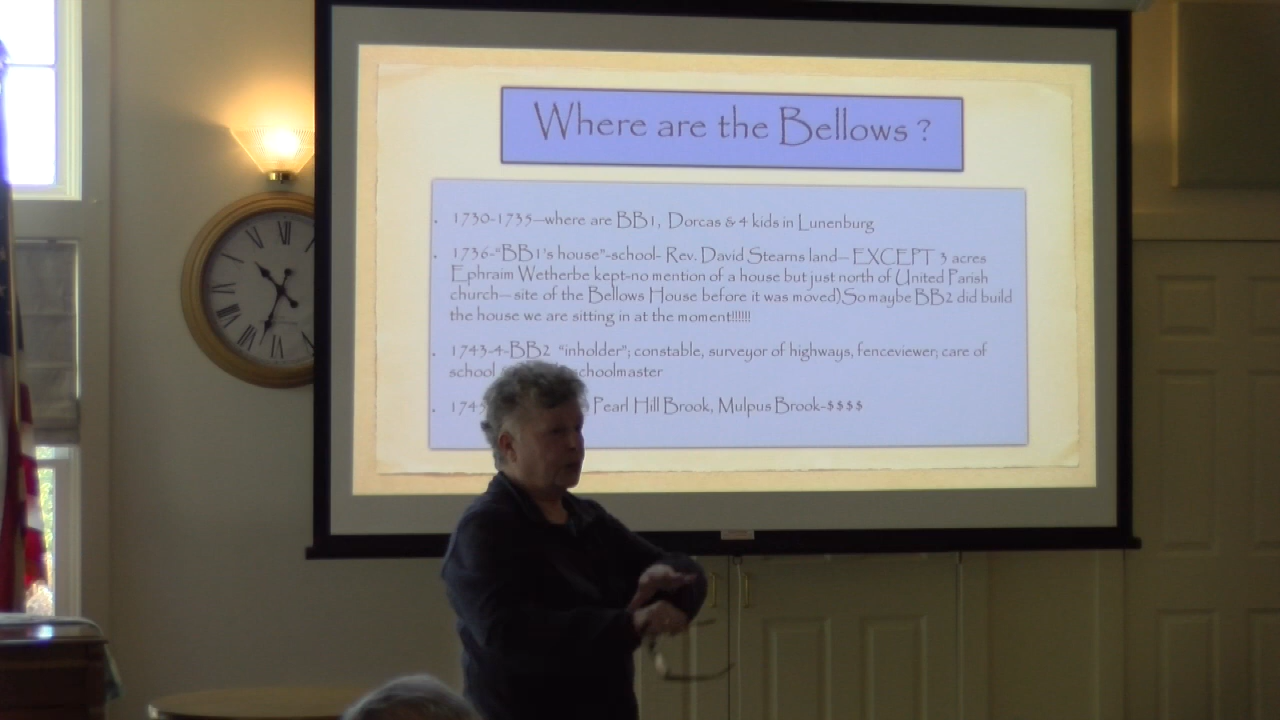 Where are the Bellows ?
1730-1735—where are BB1, Dorcas & 4 kids in Lunenburg
1736-“BB1’s house”-school- Rev. David Stearns land— EXCEPT 3 acres
Ephraim Wetherbe kept-no mention of a house but just north of United Parish
church— site of the Bellows House before it was moved)So maybe BB2 did build
the house we are sitting in at the moment!!!!!!
1743-4-BB2 “inholder”; constable, surveyor of highways, fenceviewer, care of
school schoolmaster
Pearl Hill Brook, Mulpus Brook-$$$$